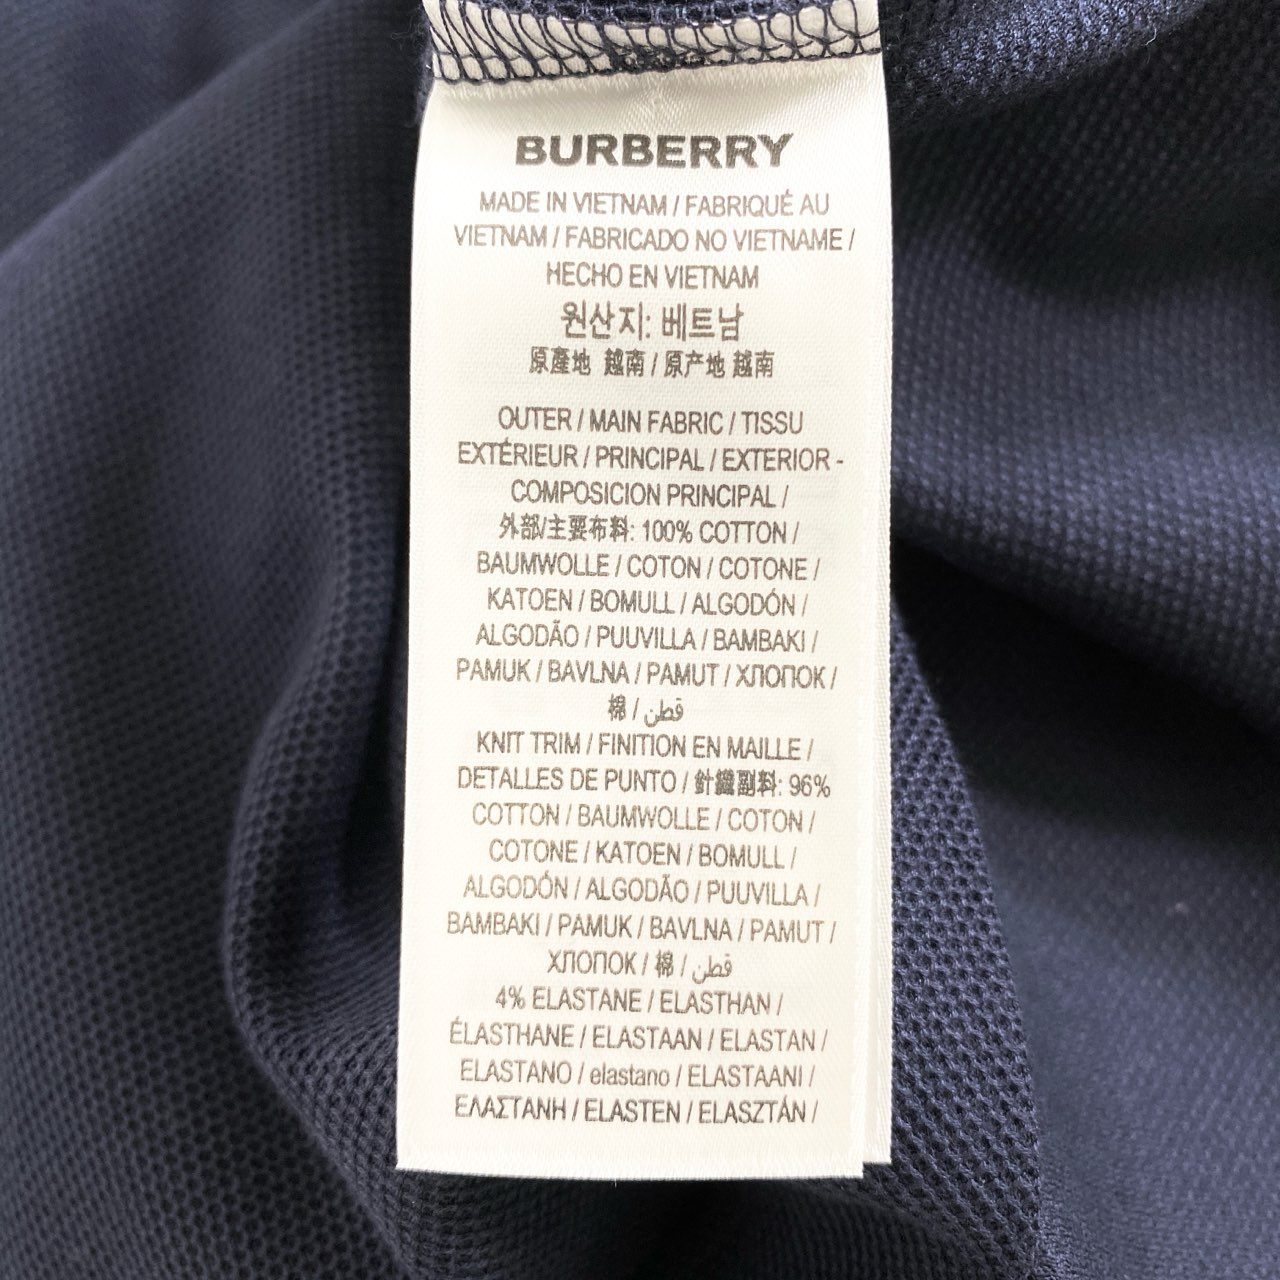 BURBERRY
MADE IN VIETNAM / FABRIQUÉ AU
VIETNAM / FABRICADO NO VIETNAME /
HECHO EN VIETNAM
원산지: 베트남
原產地 越南 / 原产地 越南
OUTER / MAIN FABRIC / TISSU
EXTÉRIEUR / PRINCIPAL / EXTERIOR -
COMPOSICION PRINCIPAL /
外部/主要布料: 100% COTTON /
BAUMWOLLE / COTON / COTONE /
KATOEN / BOMULL / ALGODÓN /
ALGODÃO / PUUVILLA / BAMBAKI /
PAMUK / BAVLNA / PAMUT / ХЛОПОК /
棉 / قطن
KNIT TRIM / FINITION EN MAILLE /
DETALLES DE PUNTO / 針織副料: 96%
COTTON / BAUMWOLLE / COTON /
COTONE / KATOEN / BOMULL /
ALGODÓN / ALGODÃO / PUUVILLA /
BAMBAKI / PAMUK / BAVLNA / PAMUT /
ХЛОПОК / 棉 / قطن
4% ELASTANE / ELASTHAN /
ÉLASTHANE / ELASTAAN / ELASTAN /
ELASTANO / elastano / ELASTAANI /
ΕΛΑΣΤΑΝΗ / ELASTEN / ELASZTÁN /